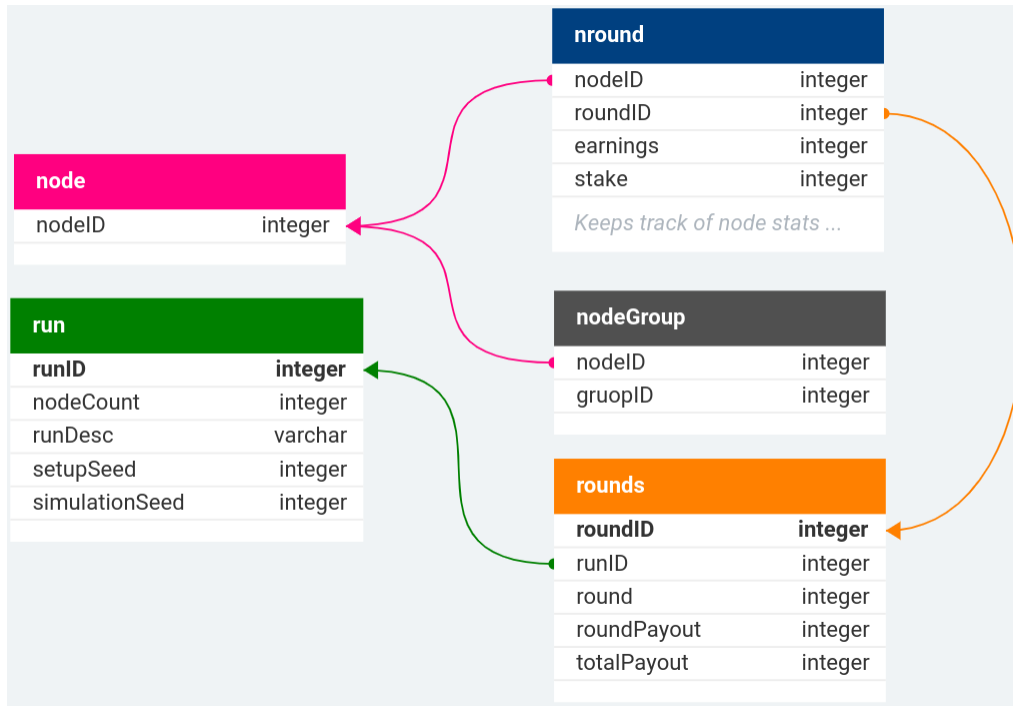 node
nodeID integer
run
runID integer
nodeCount integer
runDesc varchar
setupSeed integer
simulationSeed integer
nround
nodeID integer
roundID integer
earnings integer
stake integer
Keeps track of node stats ...
nodeGroup
nodeID integer
gruopID integer
rounds
roundID integer
runID integer
round integer
roundPayout integer
totalPayout integer